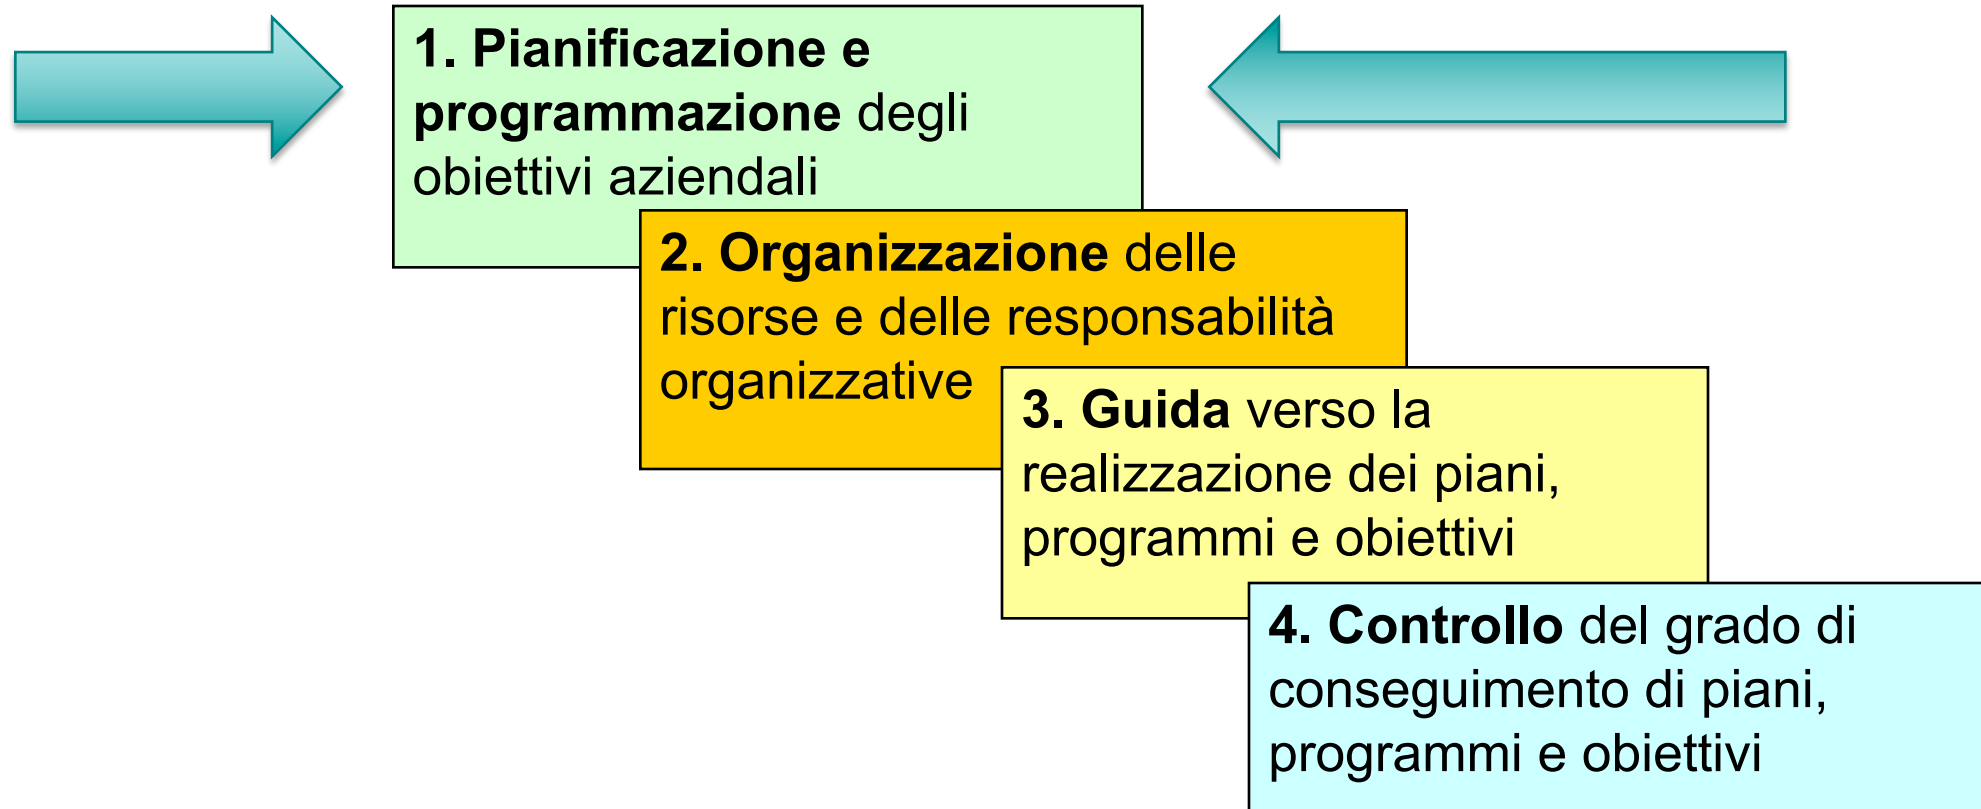 1. Pianificazione e
programmazione degli
obiettivi aziendali
2. Organizzazione delle
risorse e delle responsabilità
organizzative
3. Guida verso la
realizzazione dei piani,
programmi e obiettivi
4. Controllo del grado di
conseguimento di piani,
programmi e obiettivi